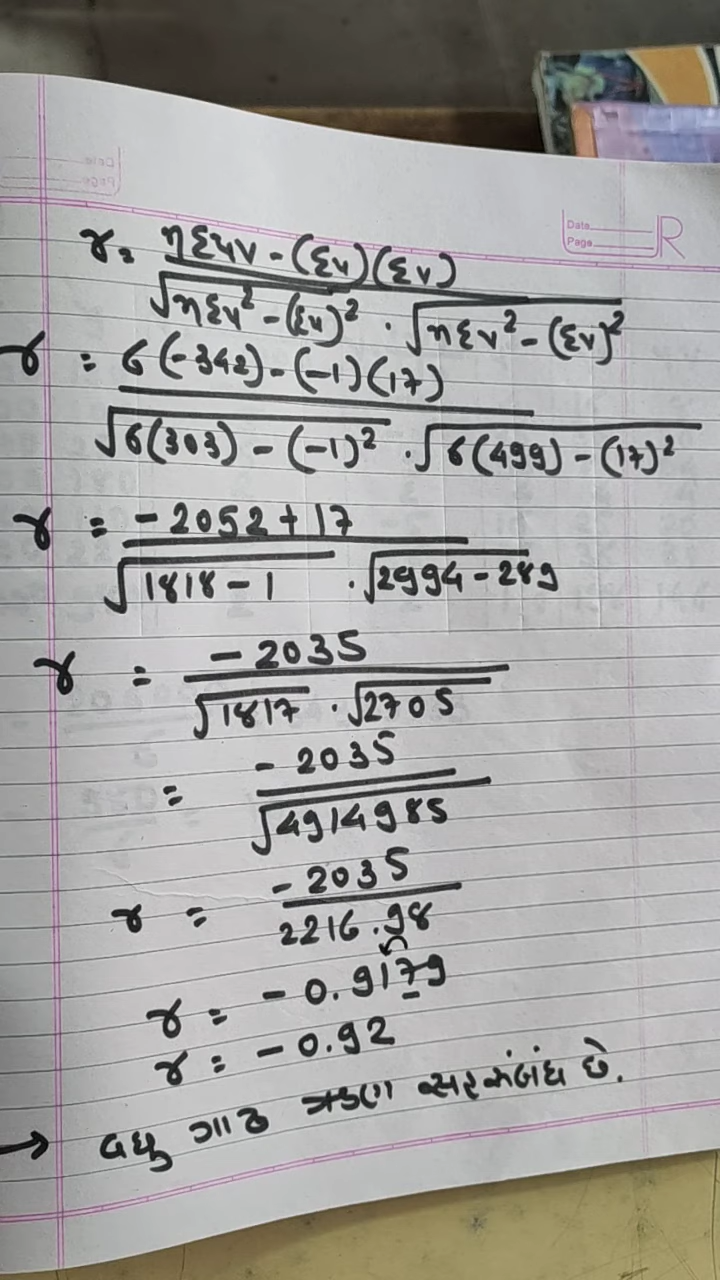 Date
Page
R
r = nΣuv - (Σu)(Σv) / √nΣu² - (Σu)² · √nΣv² - (Σv)²
r = 6(-342) - (-1)(17) / √6(303) - (-1)² · √6(499) - (17)²
r = -2052 + 17 / √1818 - 1 · √2994 - 289
r = -2035 / √1817 · √2705
= -2035 / √4914985
r = -2035 / 2216.98
r = -0.9179
r = -0.92
→ વધુ ગાઢ ઋણ સહસંબંધ છે.